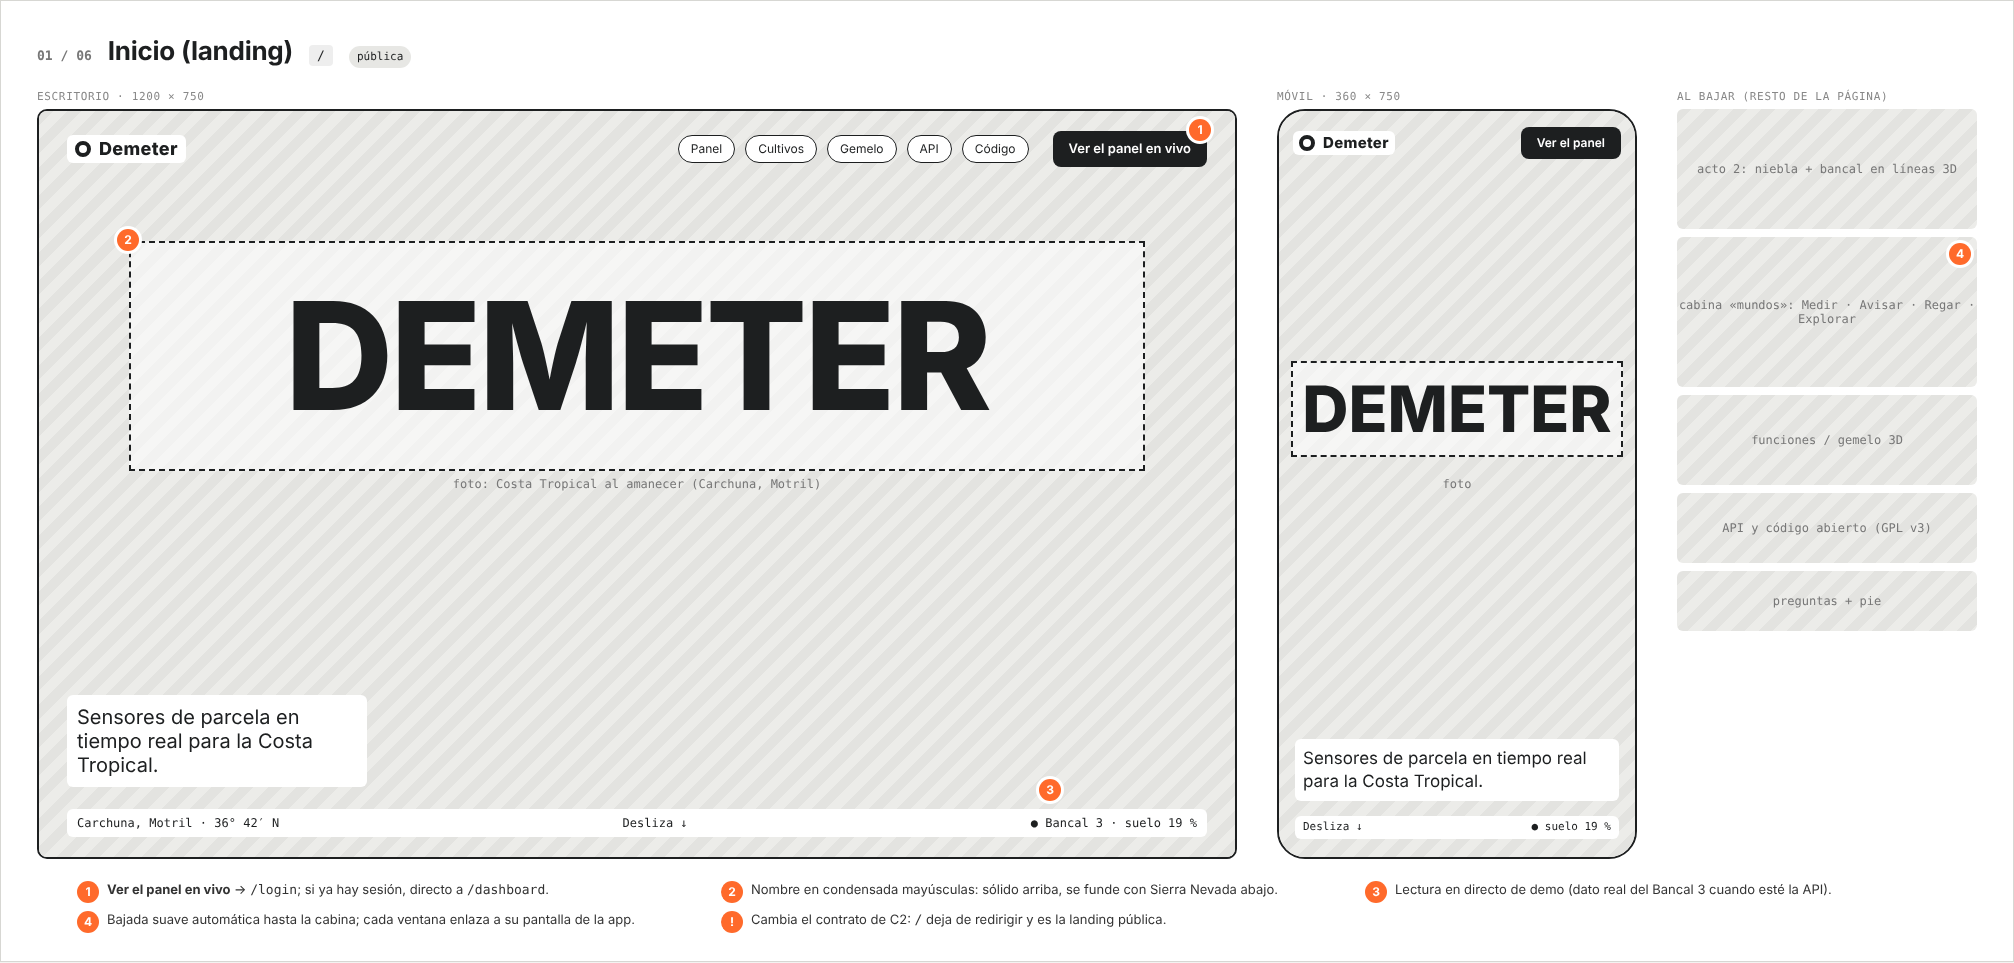 01 / 06 Inicio (landing) / pública
ESCRITORIO · 1200 × 750
Demeter
Panel
Cultivos
Gemelo
API
Código
Ver el panel en vivo
1
2
DEMETER
foto: Costa Tropical al amanecer (Carchuna, Motril)
Sensores de parcela en
tiempo real para la Costa
Tropical.
3
Carchuna, Motril · 36° 42′ N
Desliza ↓
● Bancal 3 · suelo 19 %
MÓVIL · 360 × 750
Demeter
Ver el panel
DEMETER
foto
Sensores de parcela en tiempo real
para la Costa Tropical.
Desliza ↓
● suelo 19 %
AL BAJAR (RESTO DE LA PÁGINA)
acto 2: niebla + bancal en líneas 3D
4
cabina «mundos»: Medir · Avisar · Regar ·
Explorar
funciones / gemelo 3D
API y código abierto (GPL v3)
preguntas + pie
1 Ver el panel en vivo → /login; si ya hay sesión, directo a /dashboard.
2 Nombre en condensada mayúsculas: sólido arriba, se funde con Sierra Nevada abajo.
3 Lectura en directo de demo (dato real del Bancal 3 cuando esté la API).
4 Bajada suave automática hasta la cabina; cada ventana enlaza a su pantalla de la app.
! Cambia el contrato de C2: / deja de redirigir y es la landing pública.